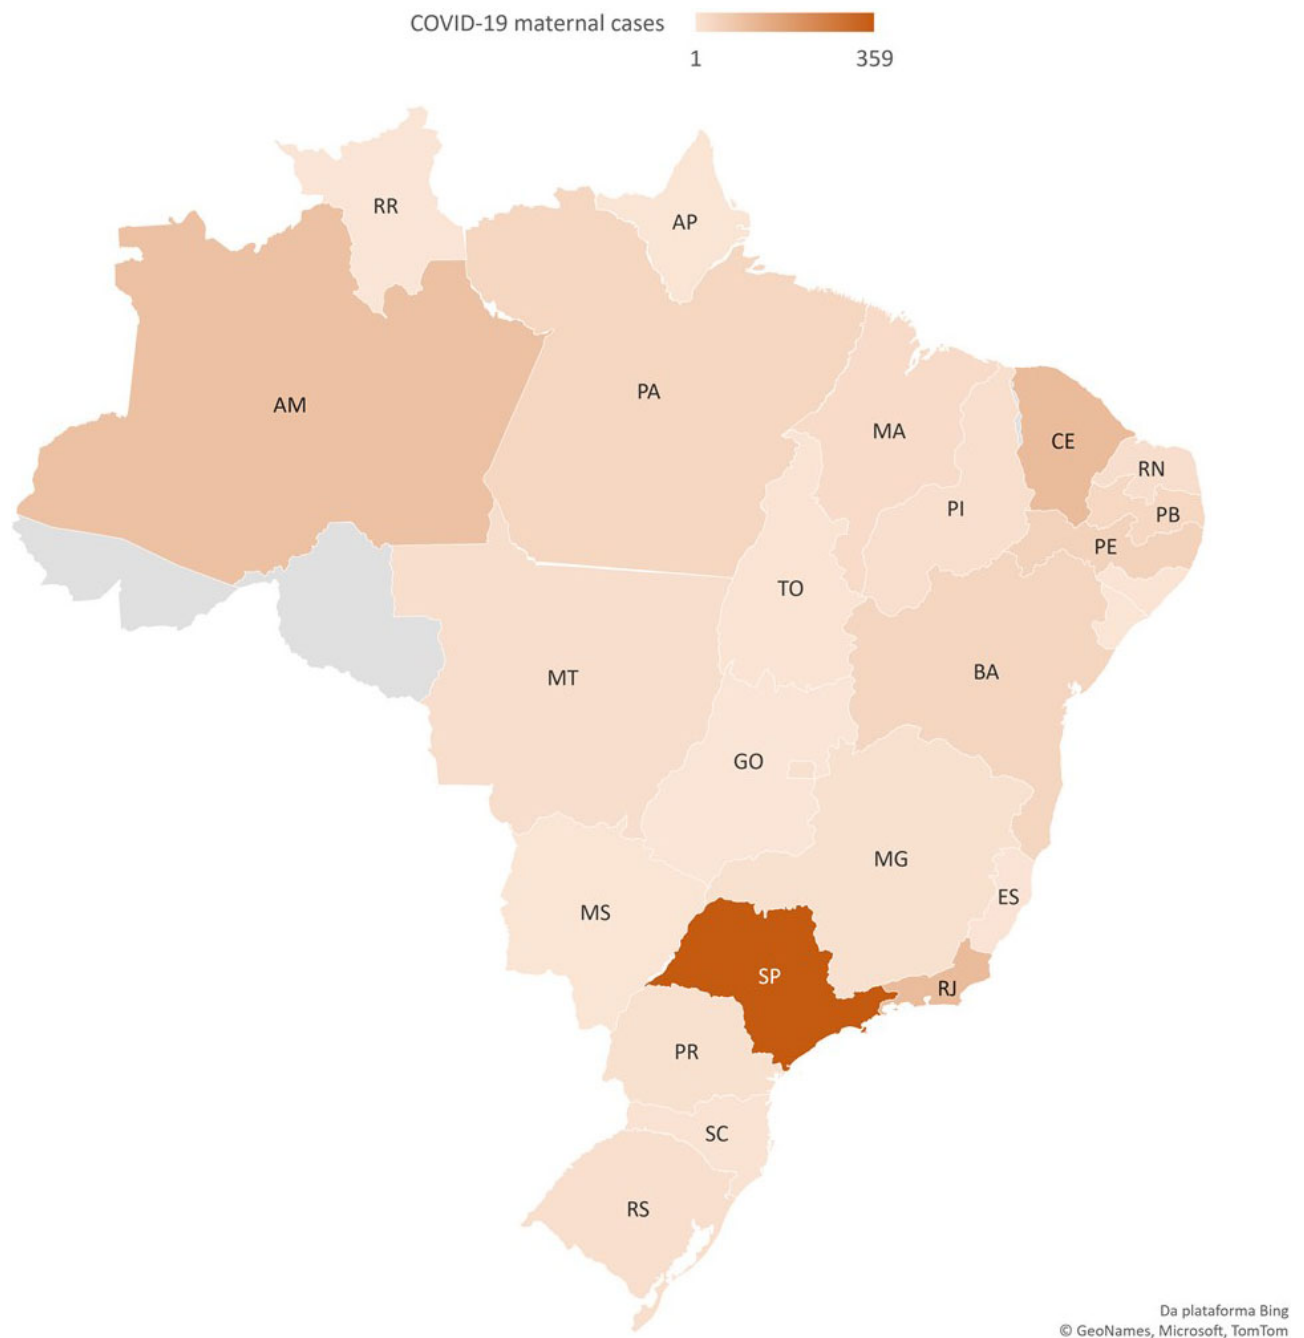 COVID-19 maternal cases
1 359
RR
AP
AM
PA
MA
CE
RN
PI
PB
PE
TO
BA
MT
GO
MG
ES
MS
SP
RJ
PR
SC
RS
Da plataforma Bing
© GeoNames, Microsoft, TomTom